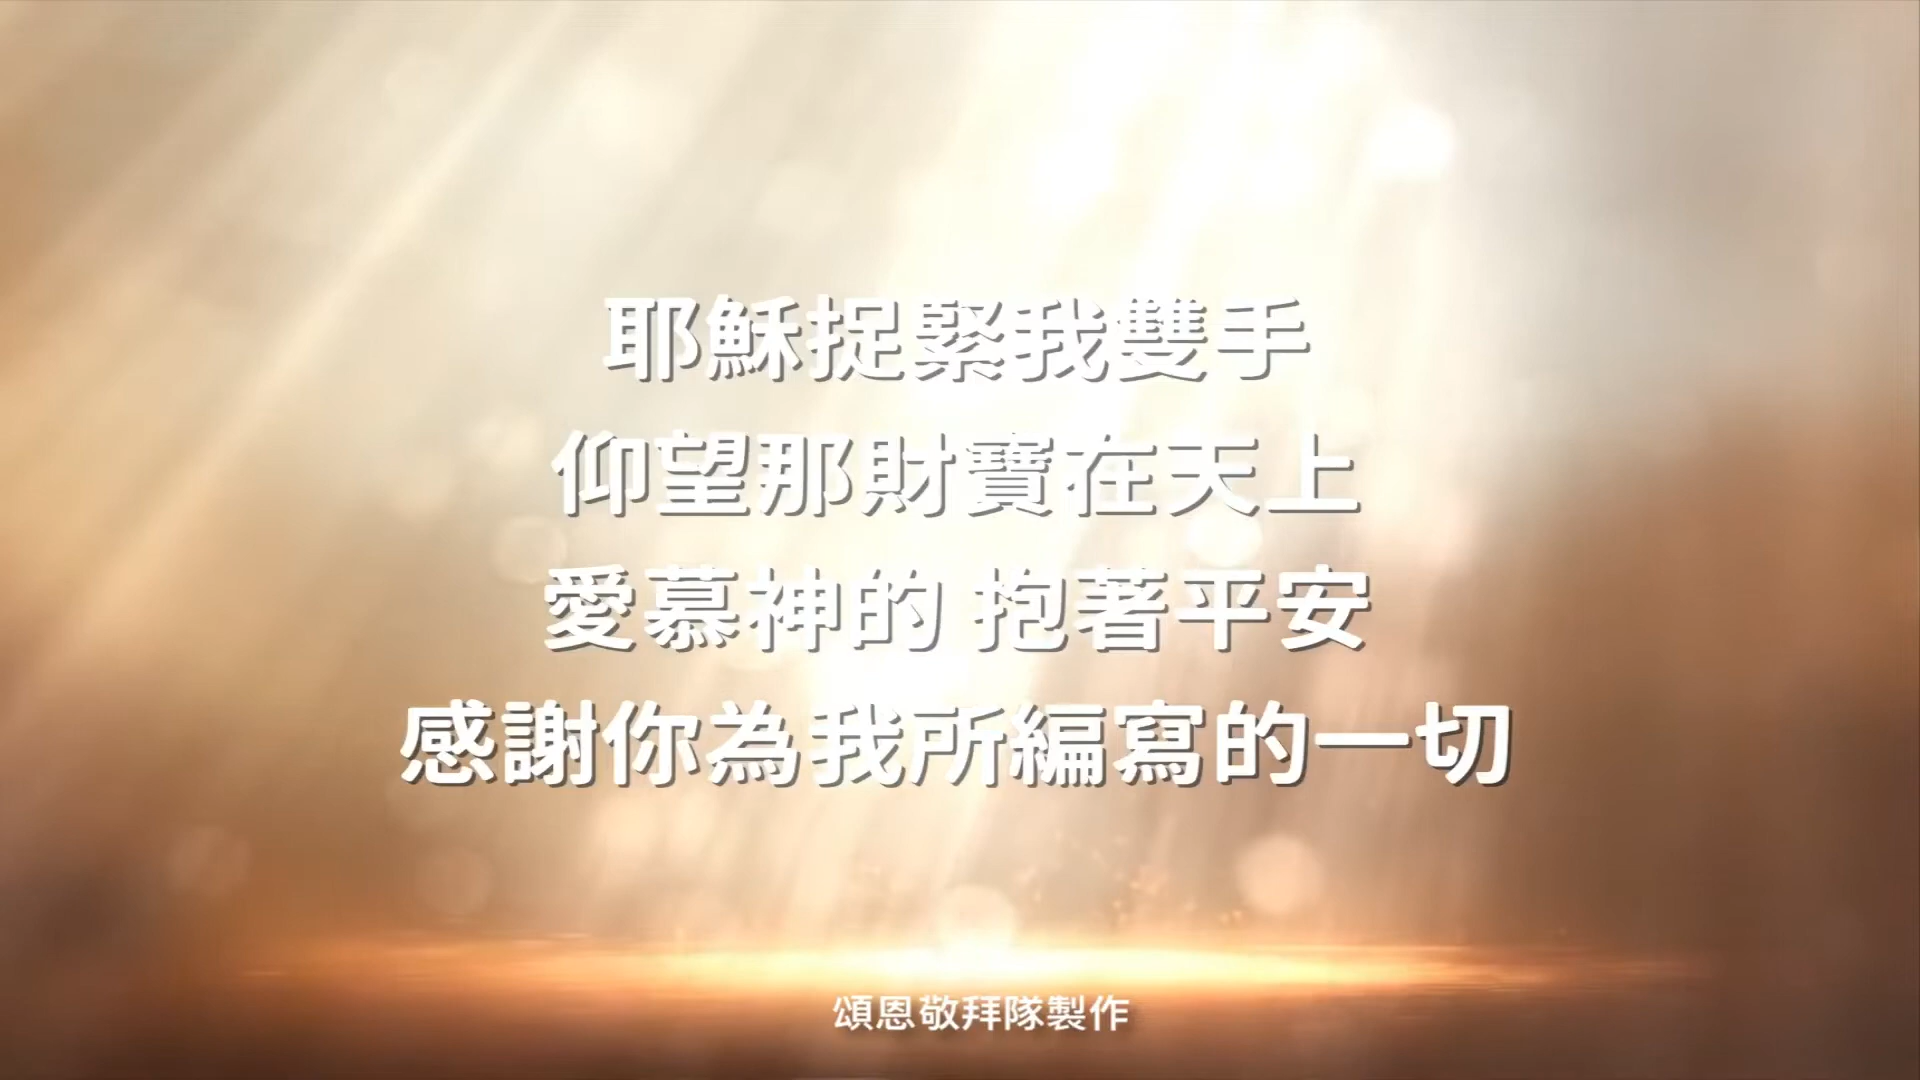 耶穌捉緊我雙手
仰望那財寶在天上
愛慕神的 抱著平安
感謝你為我所編寫的一切
頌恩敬拜隊製作